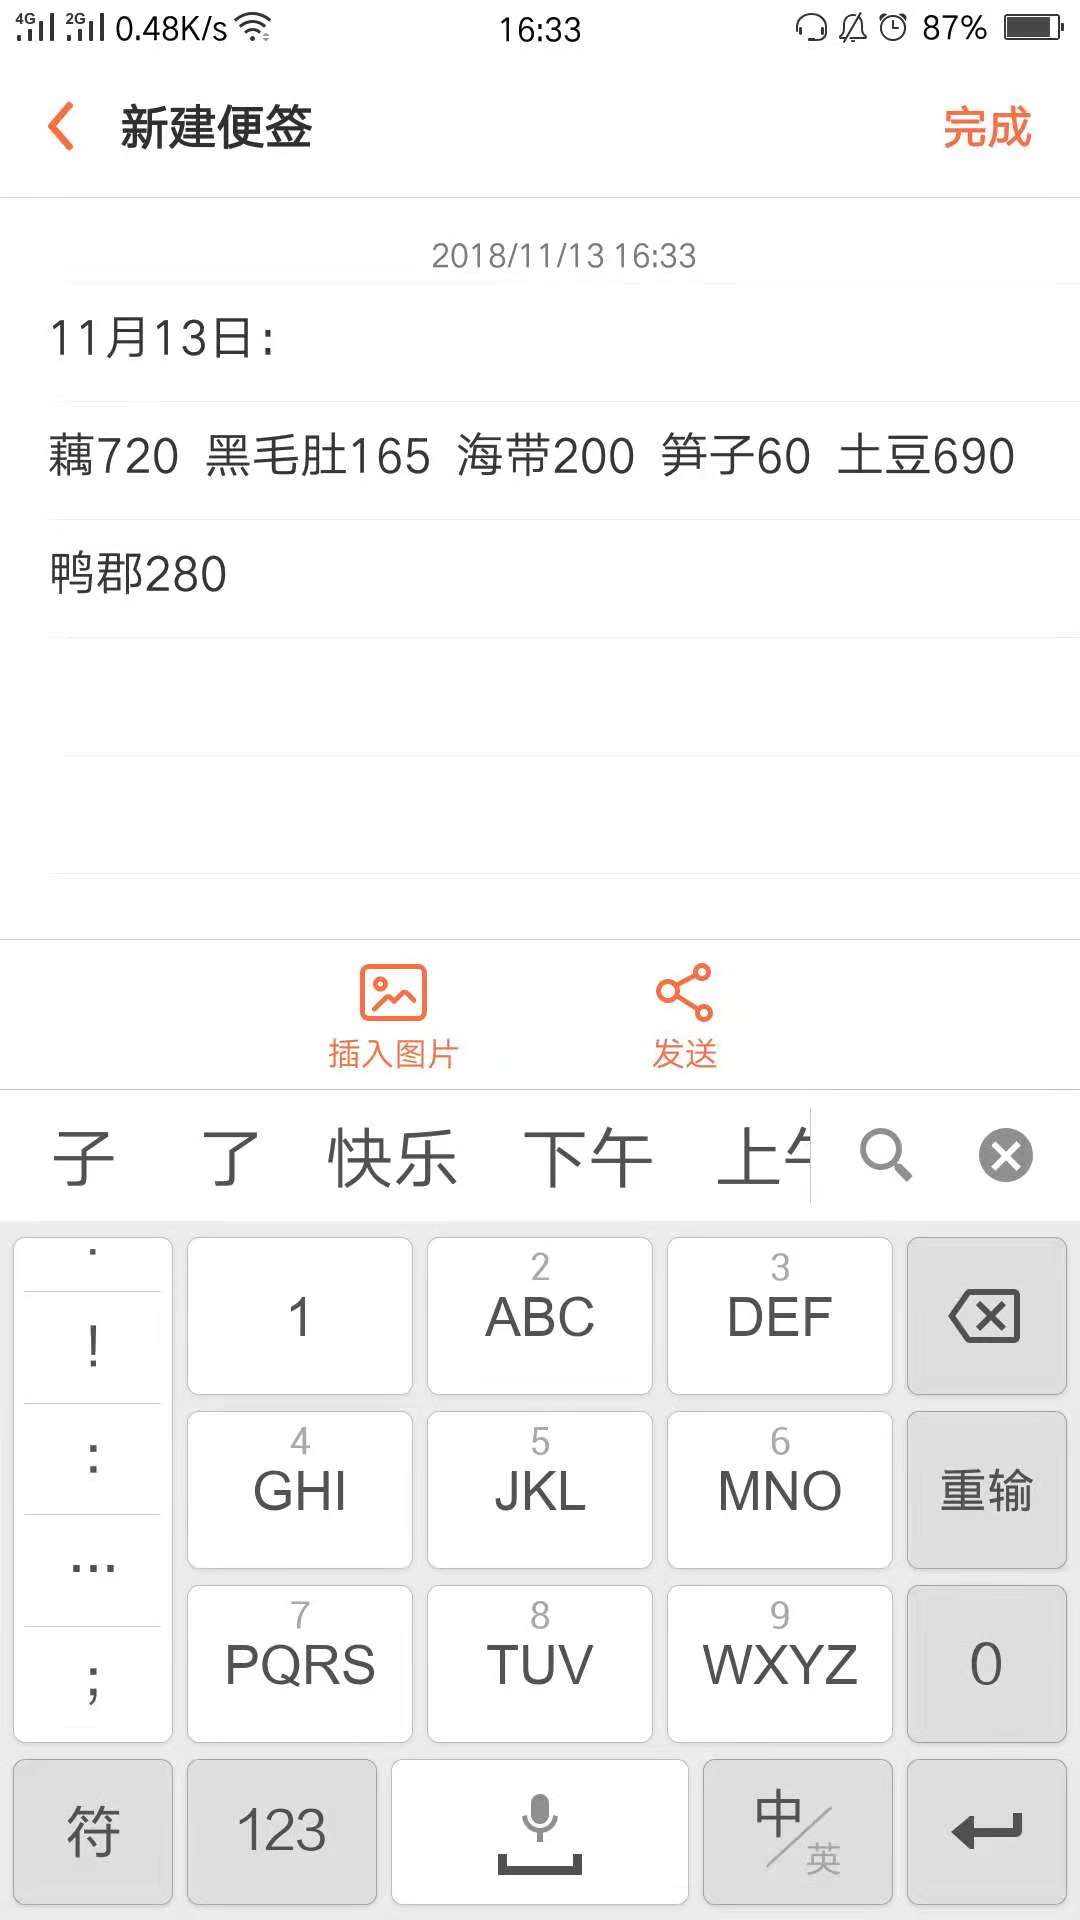 4G 2G 0.48K/s 16:33 87%
新建便签 完成
2018/11/13 16:33
11月13日：
藕720 黑毛肚165 海带200 笋子60 土豆690
鸭郡280
插入图片 发送
子 了 快乐 下午 上午
.
!
:
...
;
1
2
ABC
3
DEF
4
GHI
5
JKL
6
MNO
重输
7
PQRS
8
TUV
9
WXYZ
0
符 123 中/英